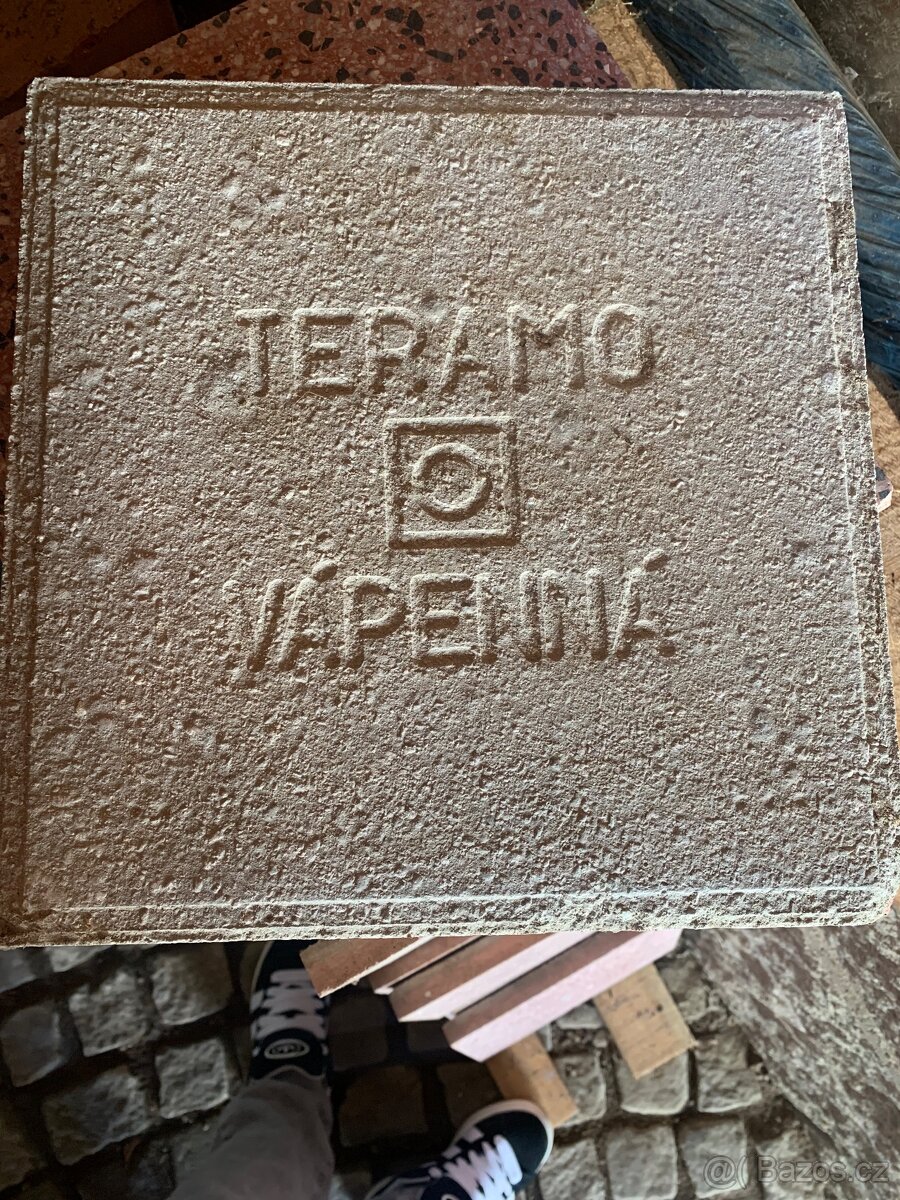 TERAMO
VÁPENNÁ
@( Bazos.cz